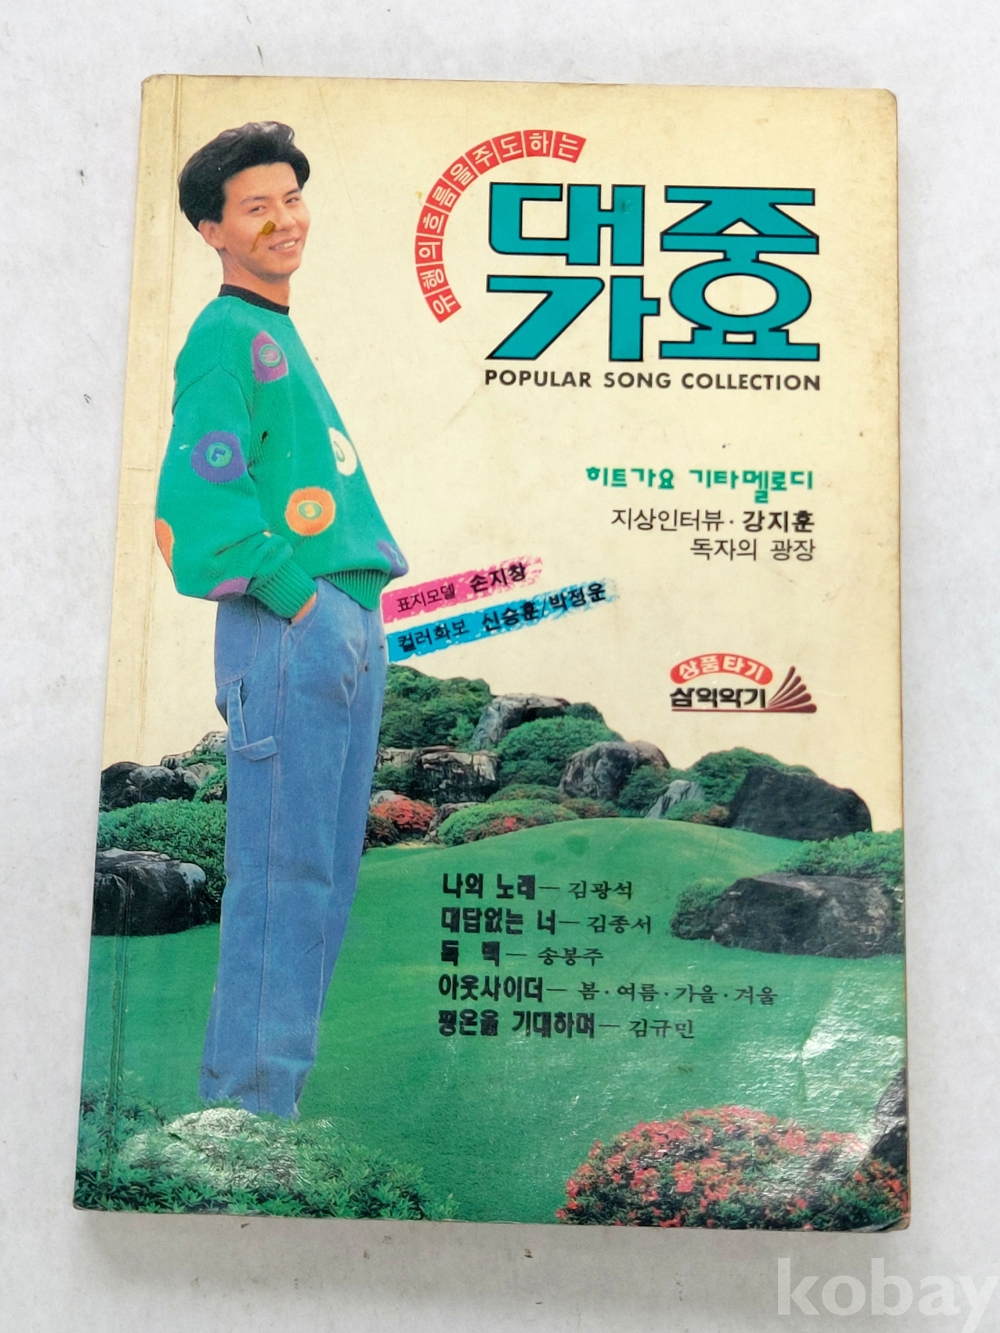 유행의흐름을주도하는
대중
가요
POPULAR SONG COLLECTION
히트가요 기타멜로디
지상인터뷰·강지훈
독자의 광장
표지모델 손지창
컬러화보 신승훈/박정운
상품타기
삼익악기
나의 노래 — 김광석
대답없는 너 — 김종서
독 백 — 송봉주
아웃사이더 — 봄·여름·가을·겨울
평온을 기대하며 — 김규민
kobay